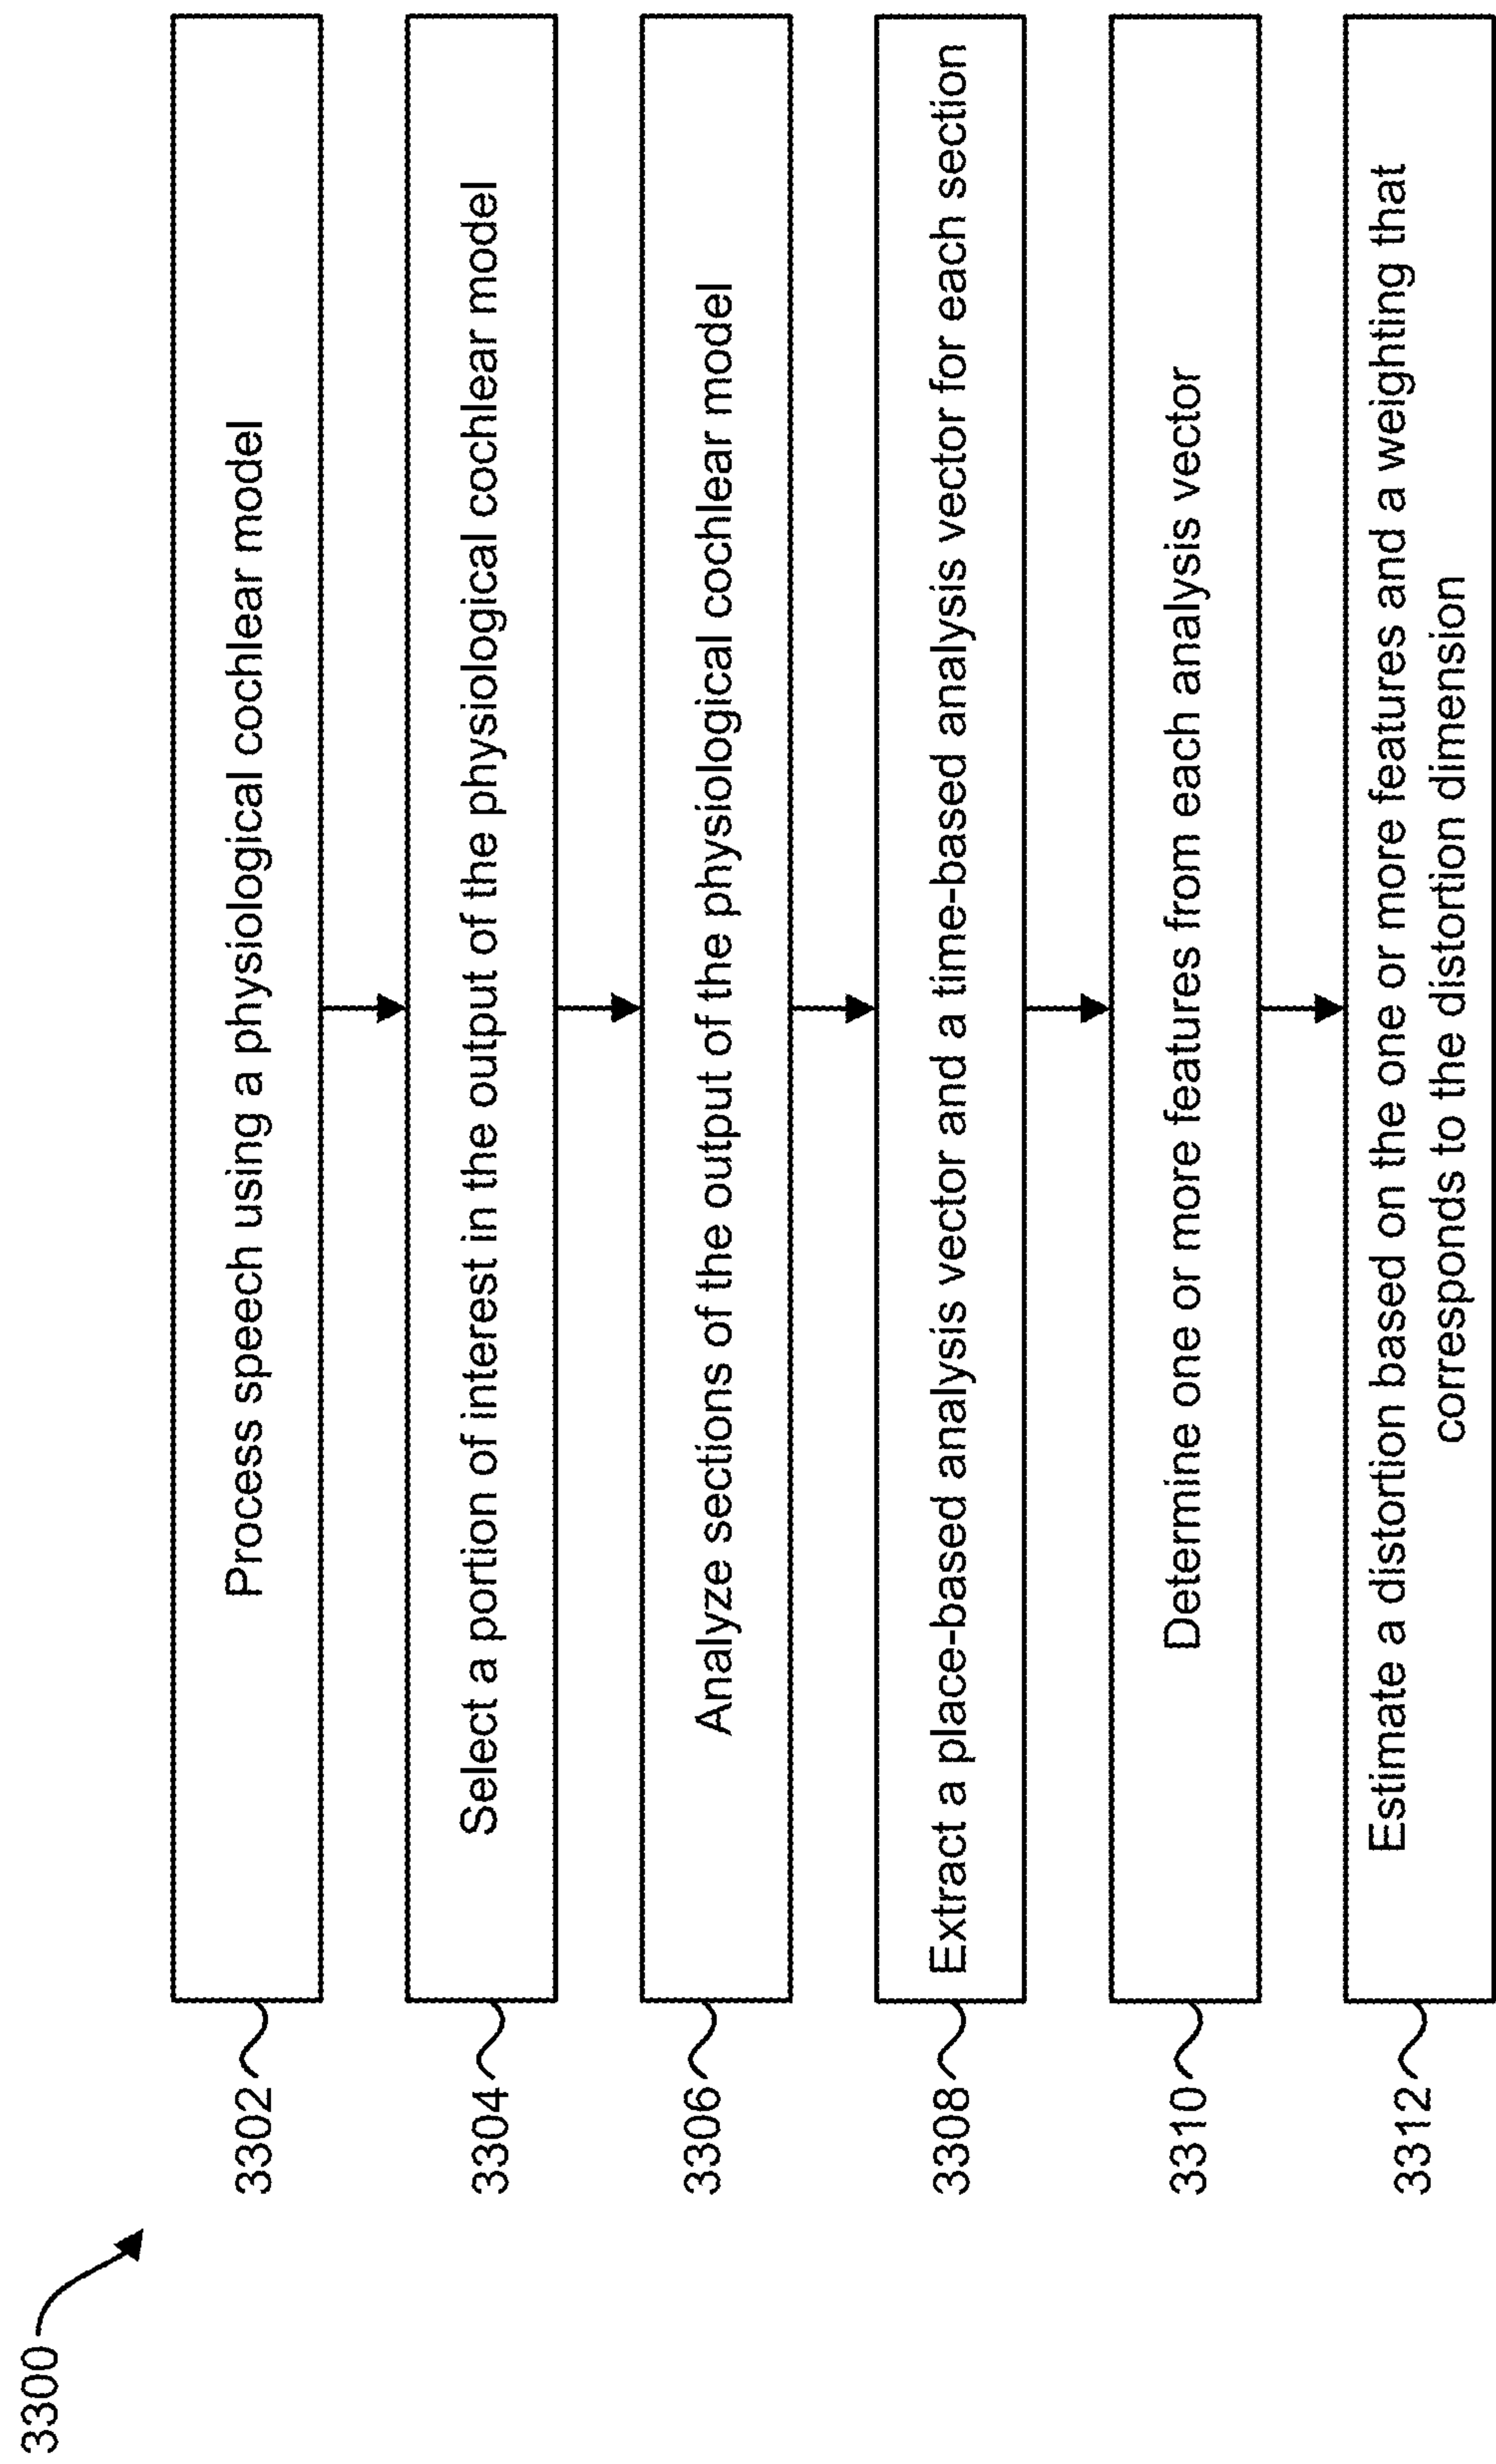 3300
3302
Process speech using a physiological cochlear model
3304
Select a portion of interest in the output of the physiological cochlear model
3306
Analyze sections of the output of the physiological cochlear model
3308
Extract a place-based analysis vector and a time-based analysis vector for each section
3310
Determine one or more features from each analysis vector
3312
Estimate a distortion based on the one or more features and a weighting that
corresponds to the distortion dimension